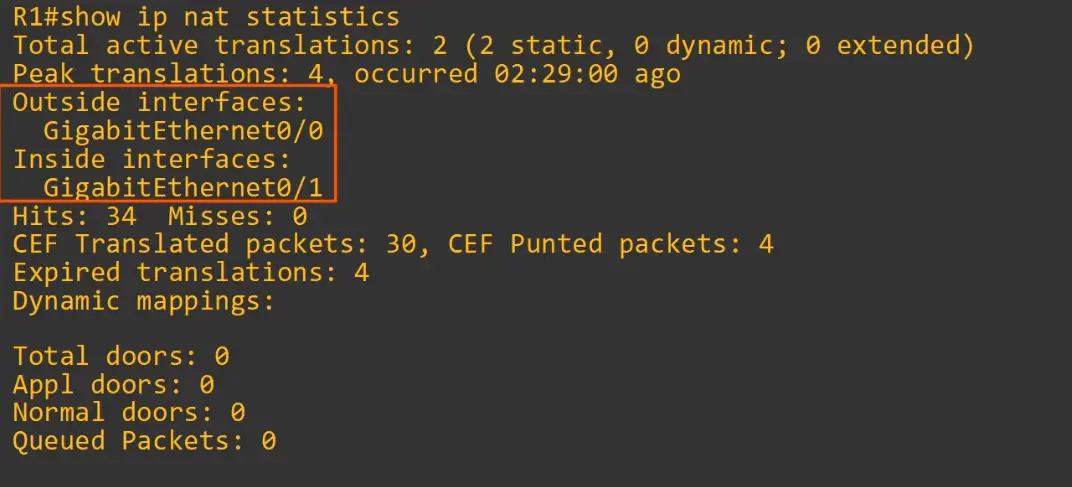 R1#show ip nat statistics
Total active translations: 2 (2 static, 0 dynamic; 0 extended)
Peak translations: 4, occurred 02:29:00 ago
Outside interfaces:
  GigabitEthernet0/0
Inside interfaces:
  GigabitEthernet0/1
Hits: 34  Misses: 0
CEF Translated packets: 30, CEF Punted packets: 4
Expired translations: 4
Dynamic mappings:

Total doors: 0
Appl doors: 0
Normal doors: 0
Queued Packets: 0